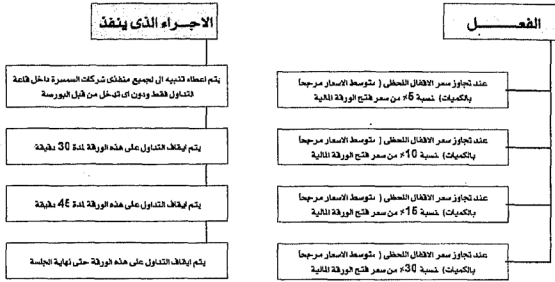 الفعـــــــل
الاجـــراء الذى ينفذ
عند تجاوز سعر الاقفال اللحظى ( متوسط الاسعار مرجحاً
بالكميات) نسبة 5٪ من سعر فتح الورقة المالية
يتم اعطاء تنبيه ال لجميع منفذى شركات السمسرة داخل قاعة
التداول فقط ودون اى تدخل من قبل البورصة
عند تجاوز سعر الاقفال اللحظى ( متوسط الاسعار مرجحاً
بالكميات) نسبة 10٪ من سعر فتح الورقة المالية
يتم ايقاف التداول على هذه الورقة لمدة 30 دقيقة
عند تجاوز سعر الاقفال اللحظى ( متوسط الاسعار مرجحاً
بالكميات) نسبة 15٪ من سعر فتح الورقة المالية
يتم ايقاف التداول على هذه الورقة لمدة 45 دقيقة
عند تجاوز سعر الاقفال اللحظى ( متوسط الاسعار مرجحاً
بالكميات) نسبة 30٪ من سعر فتح الورقة المالية
يتم ايقاف التداول على هذه الورقة حتى نهاية الجلسة